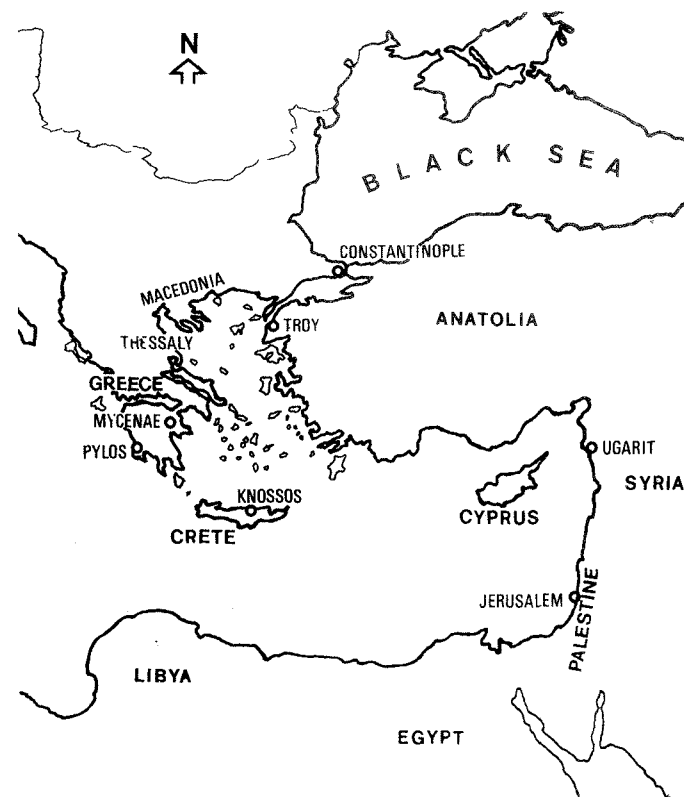 N
BLACK SEA
CONSTANTINOPLE
MACEDONIA
TROY
ANATOLIA
THESSALY
GREECE
MYCENAE
PYLOS
UGARIT
SYRIA
KNOSSOS
CYPRUS
CRETE
JERUSALEM
PALESTINE
LIBYA
EGYPT